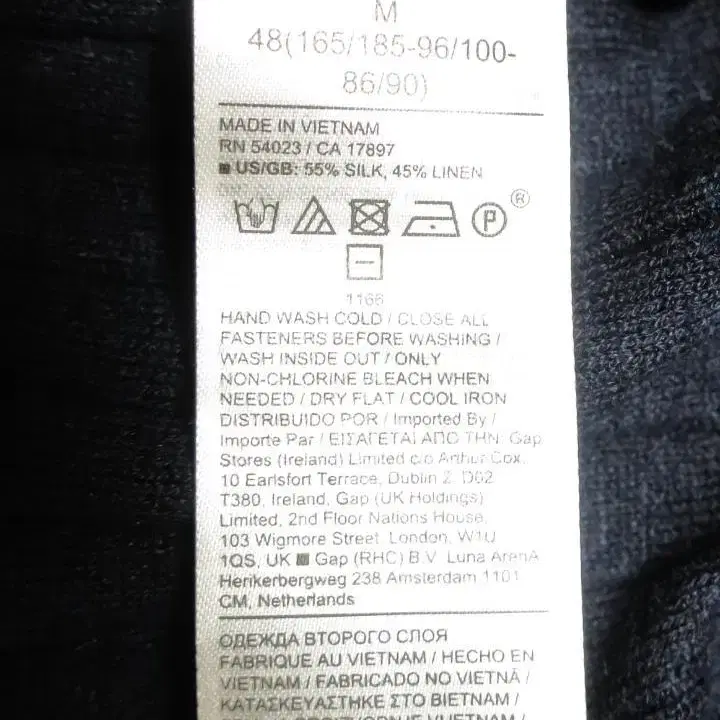 M
48(165/185-96/100-
86/90)
MADE IN VIETNAM
RN 54023 / CA 17897
US/GB: 55% SILK, 45% LINEN
P ®
1166
HAND WASH COLD / CLOSE ALL
FASTENERS BEFORE WASHING /
WASH INSIDE OUT / ONLY
NON-CHLORINE BLEACH WHEN
NEEDED / DRY FLAT / COOL IRON
DISTRIBUIDO POR / Imported By /
Importe Par / ΕΙΣΑΓΕΤΑΙ ΑΠΟ ΤΗΝ: Gap
Stores (Ireland) Limited c/o Arthur Cox,
10 Earlsfort Terrace, Dublin 2, D02
T380, Ireland, Gap (UK Holdings)
Limited, 2nd Floor Nations House,
103 Wigmore Street, London, W1U
1QS, UK Gap (RHC) B.V. Luna ArenA
Herikerbergweg 238 Amsterdam 1101
CM, Netherlands
ОДЕЖДА ВТОРОГО СЛОЯ
FABRIQUE AU VIETNAM / HECHO EN
VIETNAM / FABRICADO NO VIETNÃ /
ΚΑΤΑΣΚΕΥΑΣΤΗΚΕ ΣΤΟ ΒΙΕΤΝΑΜ /